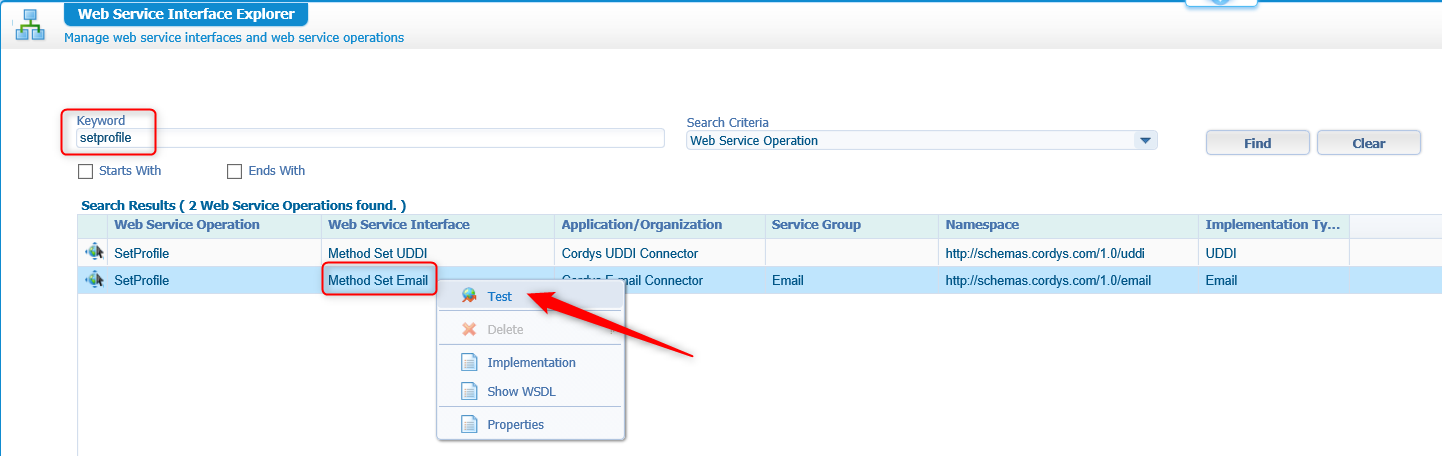 Web Service Interface Explorer
Manage web service interfaces and web service operations
Keyword
setprofile
Search Criteria
Web Service Operation
Find
Clear
Starts With
Ends With
Search Results ( 2 Web Service Operations found. )
Web Service Operation Web Service Interface Application/Organization Service Group Namespace Implementation Ty...
SetProfile Method Set UDDI Cordys UDDI Connector http://schemas.cordys.com/1.0/uddi UDDI
SetProfile Method Set Email Cordys E-mail Connector Email http://schemas.cordys.com/1.0/email Email
Test
Delete
Implementation
Show WSDL
Properties